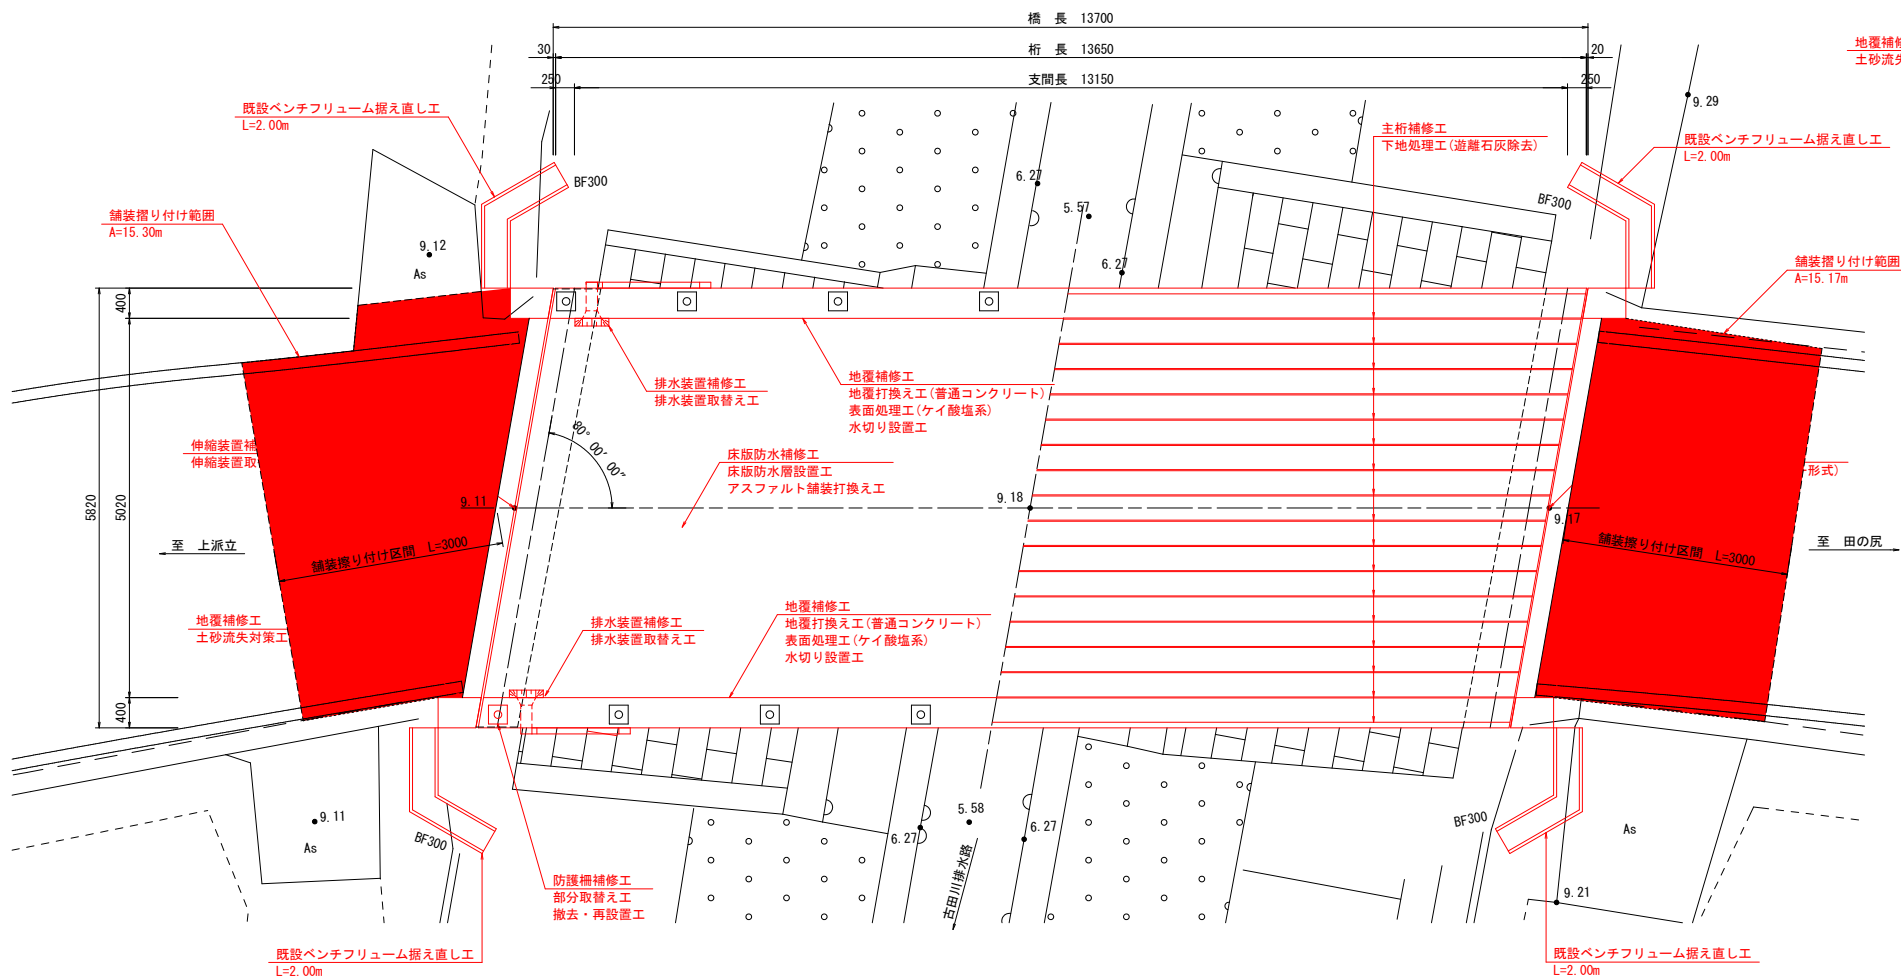 橋　長　13700
30
桁　長　13650
20
250
支間長　13150
250
地覆補修
土砂流失
9.29
既設ベンチフリューム据え直し工
L=2.00m
主桁補修工
下地処理工(遊離石灰除去)
既設ベンチフリューム据え直し工
L=2.00m
BF300
6.27
5.57
BF300
舗装摺り付け範囲
A=15.30m
9.12
As
6.27
舗装摺り付け範囲
A=15.17m
400
排水装置補修工
排水装置取替え工
地覆補修工
地覆打換え工(普通コンクリート)
表面処理工(ケイ酸塩系)
水切り設置工
80° 00′ 00″
伸縮装置補
伸縮装置取
床版防水補修工
床版防水層設置工
アスファルト舗装打換え工
形式)
5820
5020
9.11
9.18
9.17
至　上派立
舗装擦り付け区間　L=3000
舗装擦り付け区間　L=3000
至　田の尻
地覆補修工
土砂流失対策工
排水装置補修工
排水装置取替え工
地覆補修工
地覆打換え工(普通コンクリート)
表面処理工(ケイ酸塩系)
水切り設置工
400
9.11
As
BF300
5.58
6.27
6.27
BF300
As
古田川排水路
防護柵補修工
部分取替え工
撤去・再設置工
9.21
既設ベンチフリューム据え直し工
L=2.00m
既設ベンチフリューム据え直し工
L=2.00m